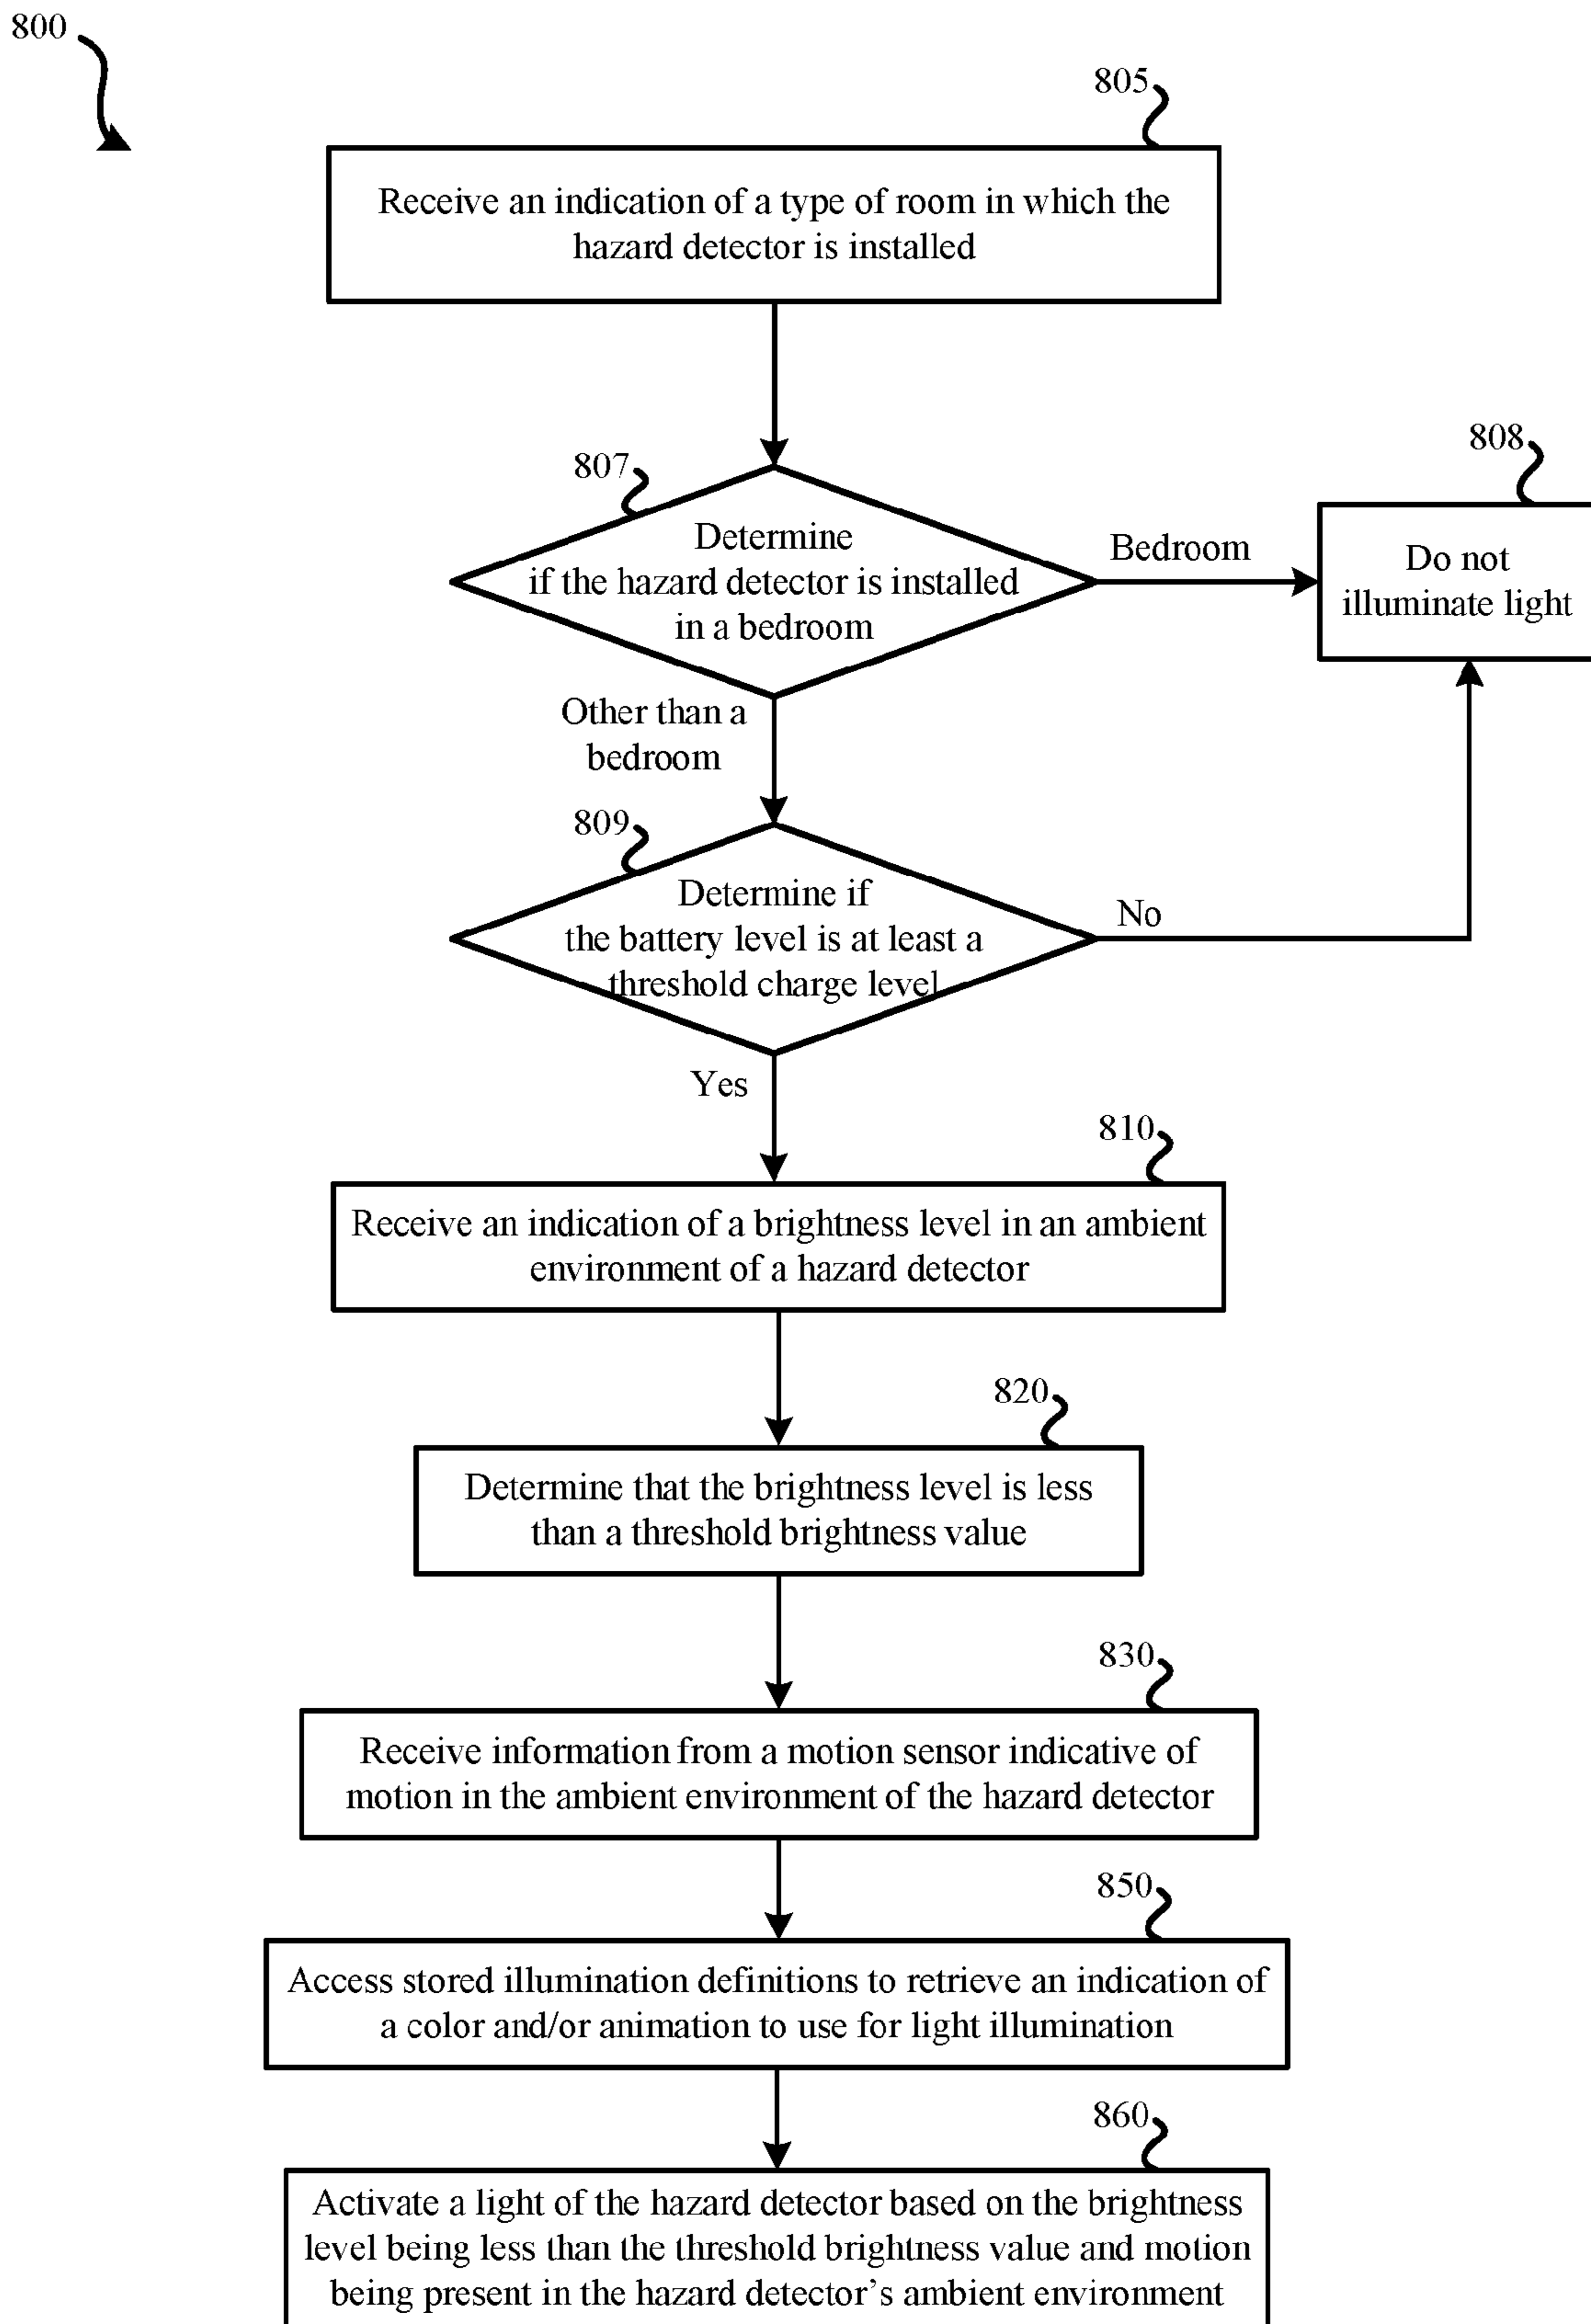 800
805
Receive an indication of a type of room in which the
hazard detector is installed
807
Determine
if the hazard detector is installed
in a bedroom
Bedroom
808
Do not
illuminate light
Other than a
bedroom
809
Determine if
the battery level is at least a
threshold charge level
No
Yes
810
Receive an indication of a brightness level in an ambient
environment of a hazard detector
820
Determine that the brightness level is less
than a threshold brightness value
830
Receive information from a motion sensor indicative of
motion in the ambient environment of the hazard detector
850
Access stored illumination definitions to retrieve an indication of
a color and/or animation to use for light illumination
860
Activate a light of the hazard detector based on the brightness
level being less than the threshold brightness value and motion
being present in the hazard detector’s ambient environment